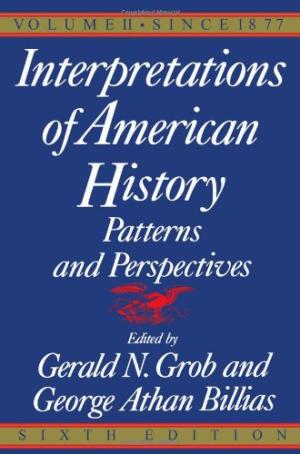 VOLUME II • SINCE 1877
Interpretations
of American
History
Patterns
and Perspectives
Edited by
Gerald N. Grob and
George Athan Billias
SIXTH EDITION